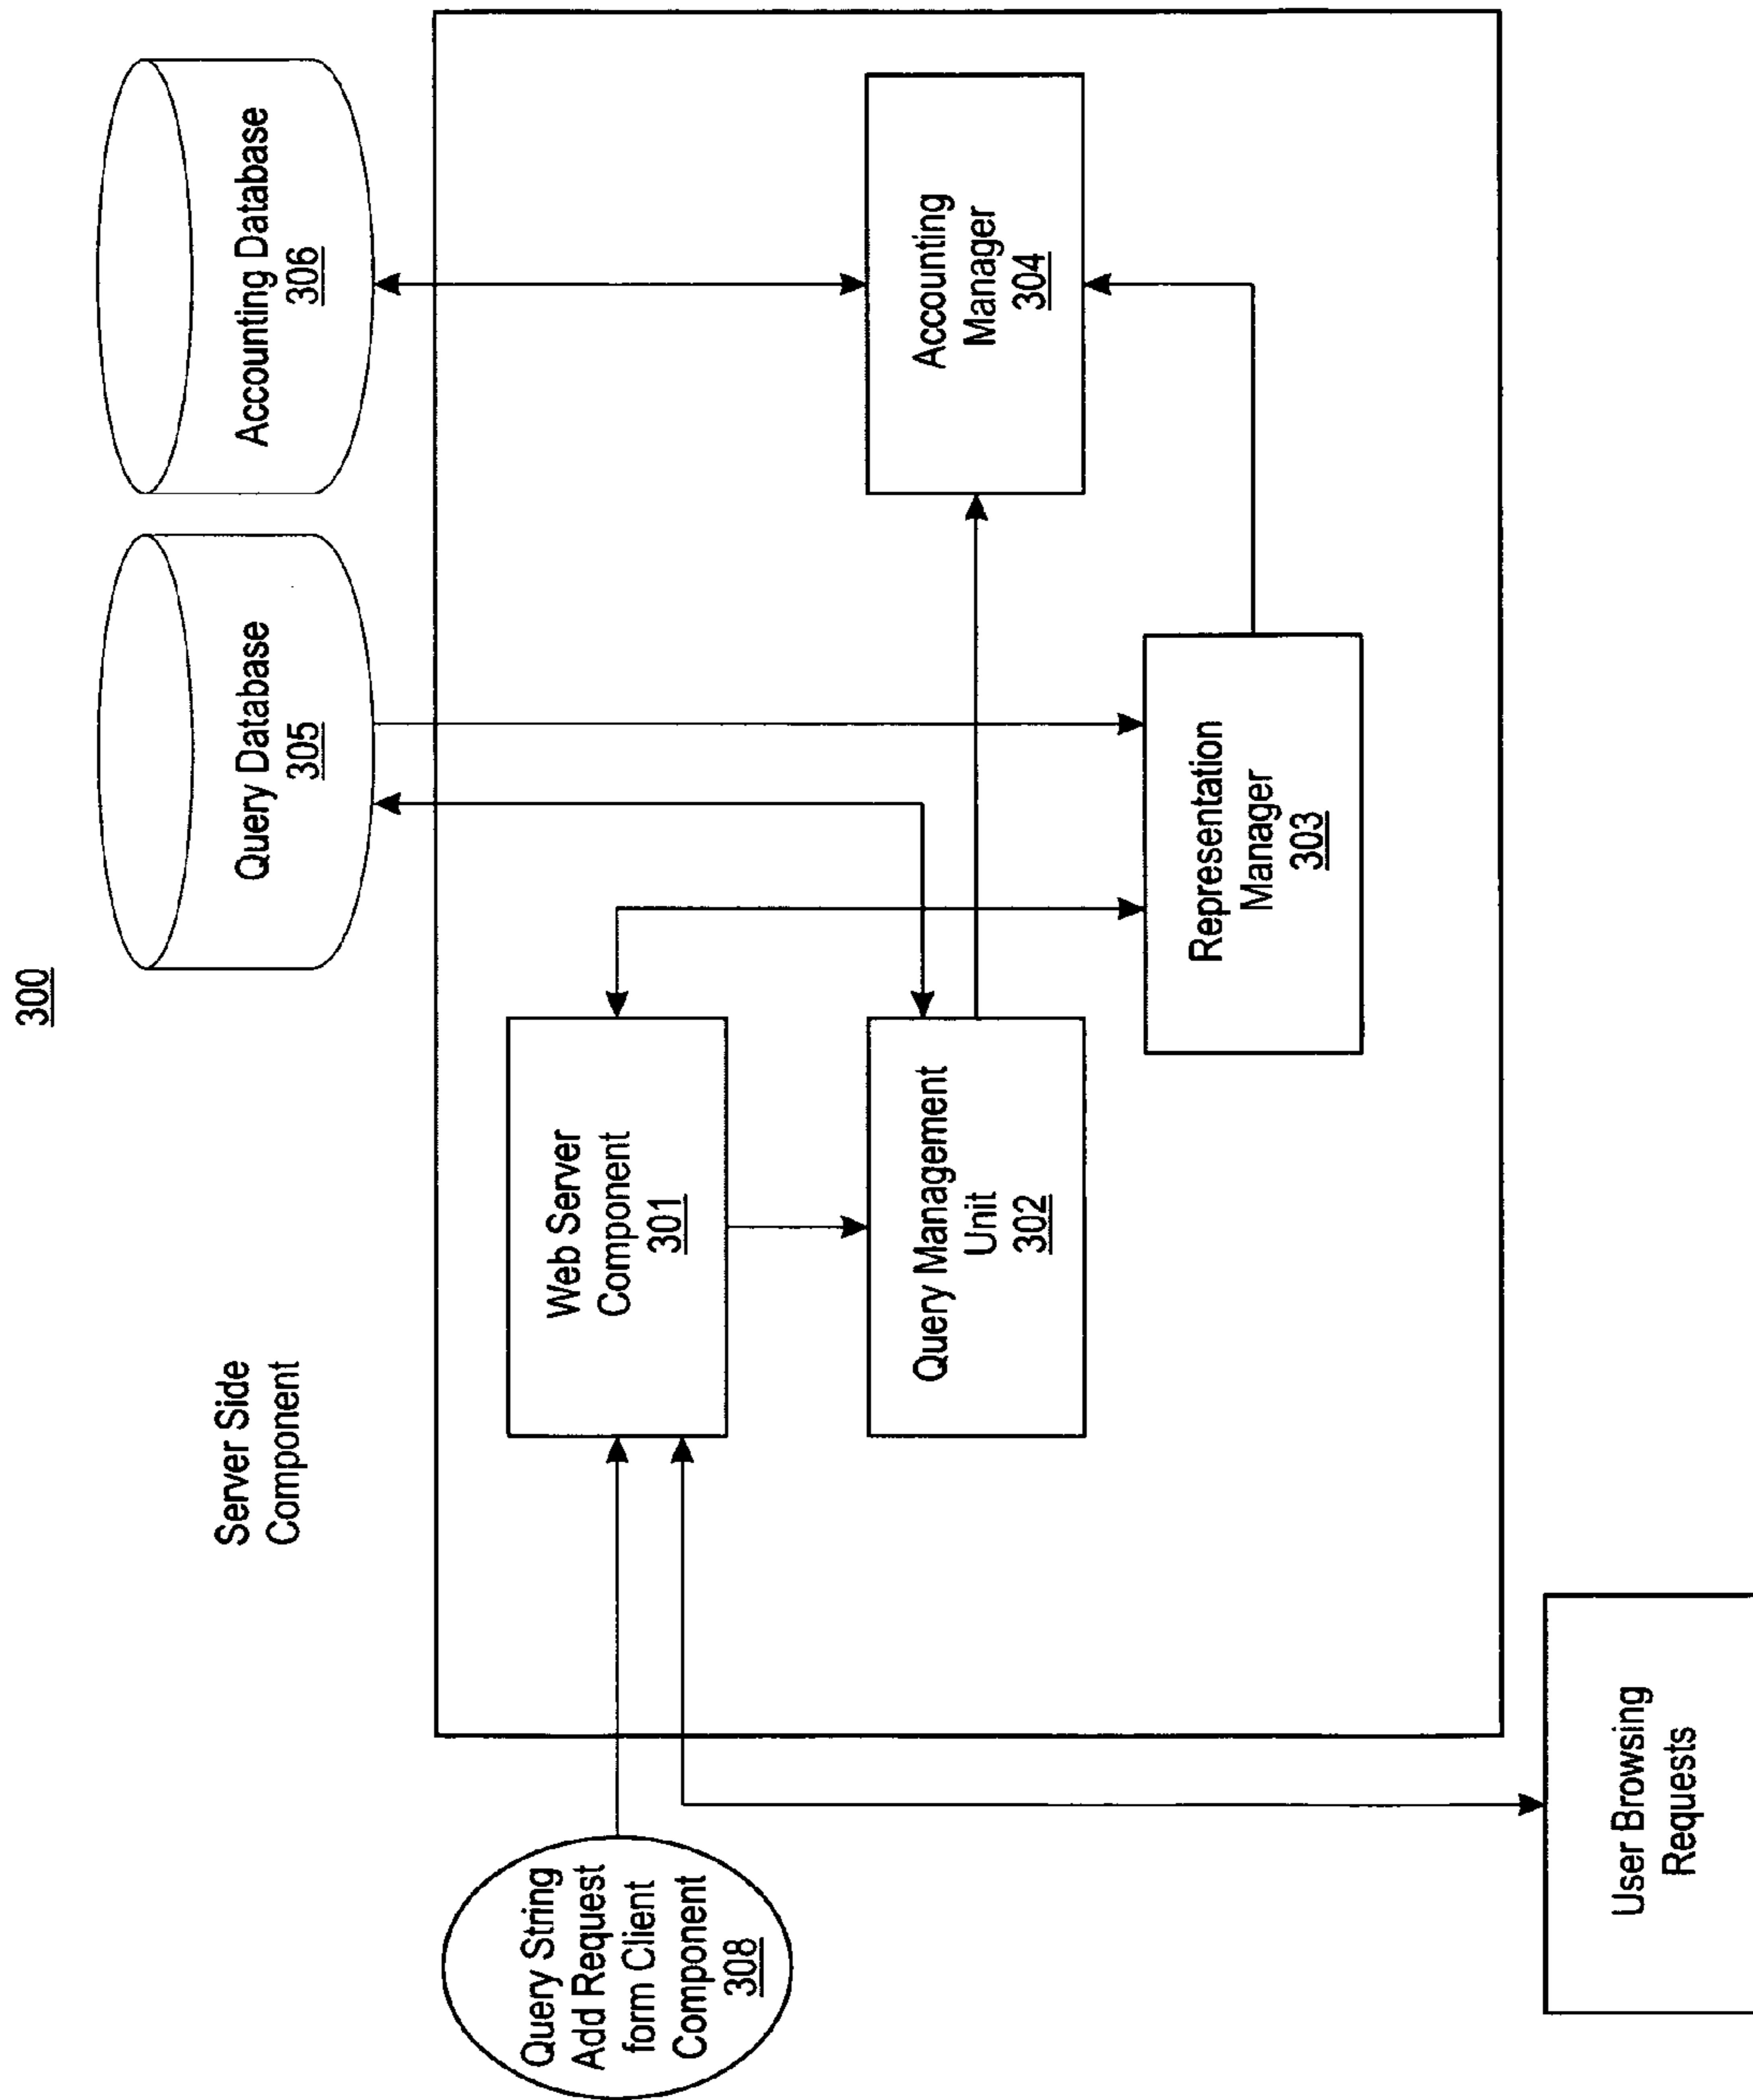 300
Server Side
Component
Query Database
305
Accounting Database
306
Query String
Add Request
form Client
Component
308
Web Server
Component
301
Query Management
Unit
302
Accounting
Manager
304
Representation
Manager
303
User Browsing
Requests